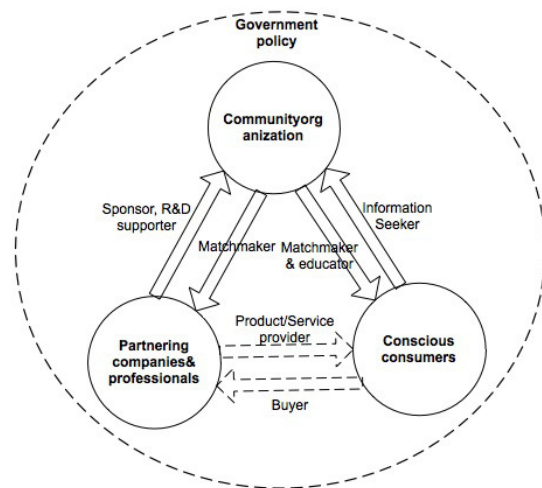 Government
policy
Communityorg
anization
Sponsor, R&D
supporter
Information
Seeker
Matchmaker
Matchmaker
& educator
Product/Service
provider
Partnering
companies&
professionals
Conscious
consumers
Buyer